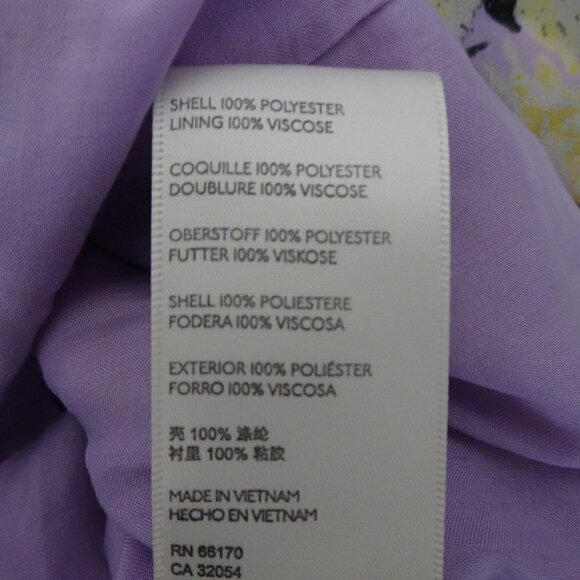 SHELL 100% POLYESTER
LINING 100% VISCOSE
COQUILLE 100% POLYESTER
DOUBLURE 100% VISCOSE
OBERSTOFF 100% POLYESTER
FUTTER 100% VISKOSE
SHELL 100% POLIESTERE
FODERA 100% VISCOSA
EXTERIOR 100% POLIÉSTER
FORRO 100% VISCOSA
壳 100% 涤纶
衬里 100% 粘胶
MADE IN VIETNAM
HECHO EN VIETNAM
RN 66170
CA 32054